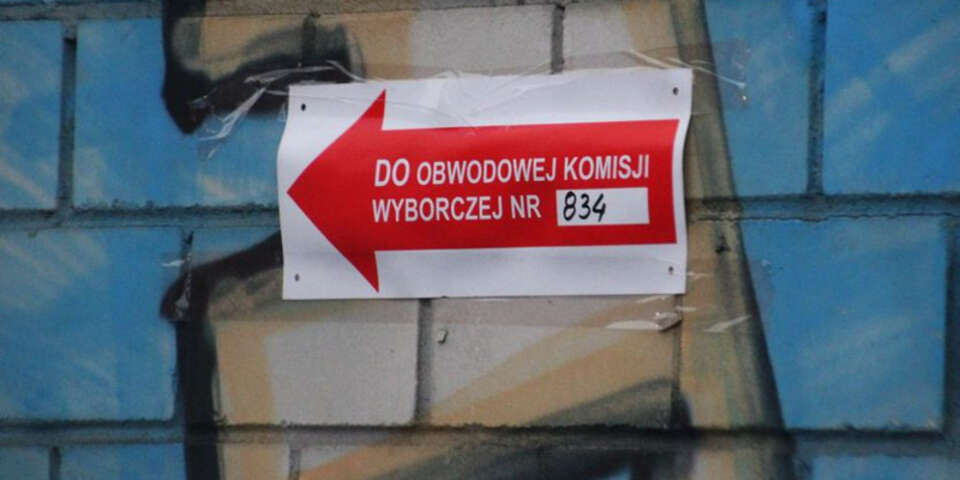 DO OBWODOWEJ KOMISJI
WYBORCZEJ NR 834